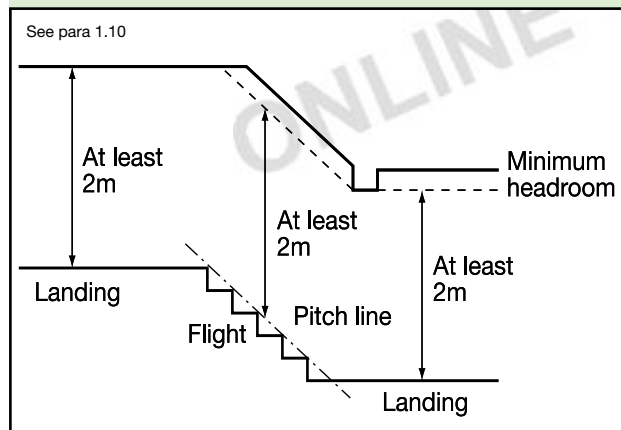 See para 1.10
ONLINE
At least
2m
At least
2m
At least
2m
Minimum
headroom
Landing
Flight
Pitch line
Landing